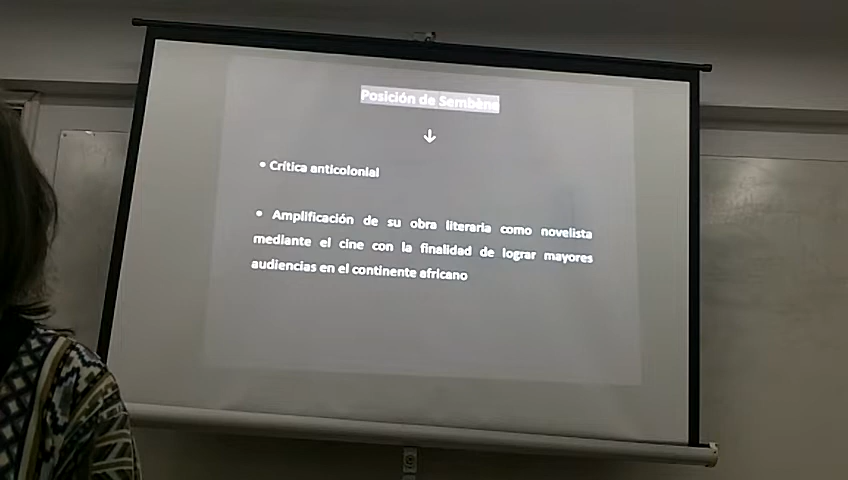 Posición de Sembène
↓
• Crítica anticolonial
• Amplificación de su obra literaria como novelista
mediante el cine con la finalidad de lograr mayores
audiencias en el continente africano